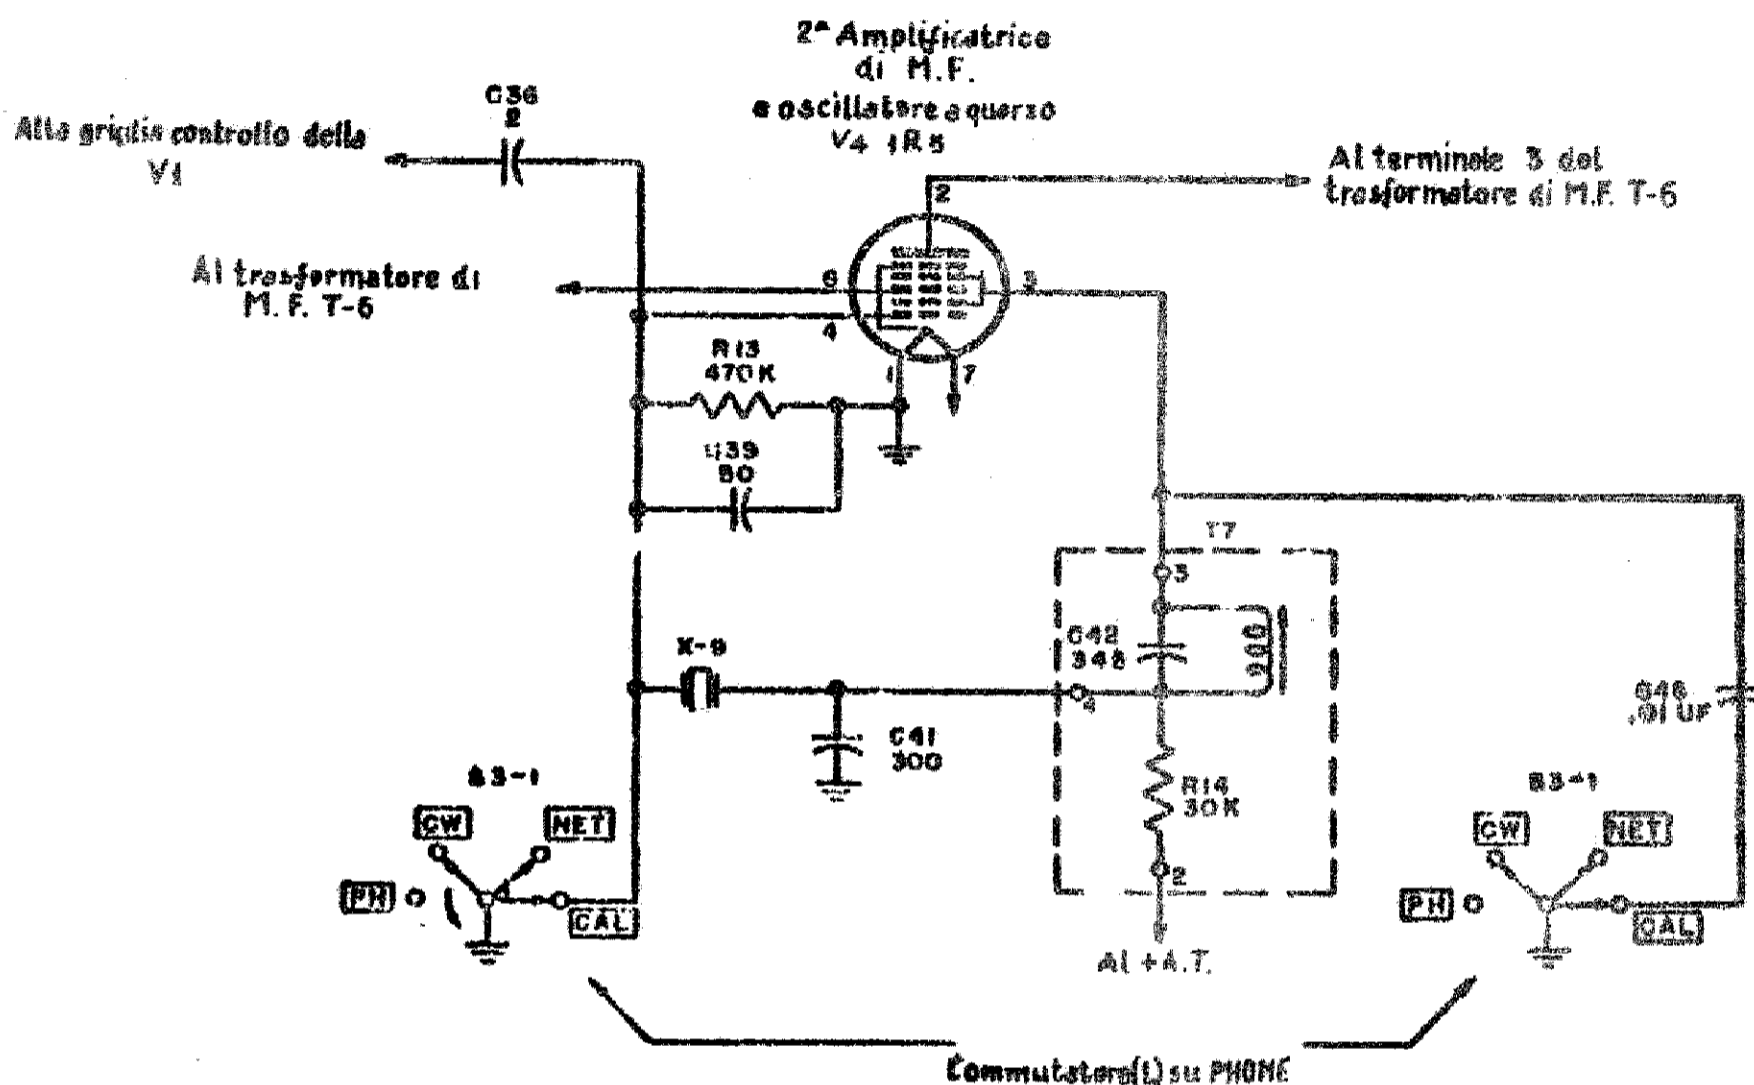 2ª Amplificatrice
di M.F.
e oscillatore a quarzo
V4 1R5
C36
2
Alla griglia controllo della
V1
Al terminale 3 del
trasformatore di M.F. T-6
2
Al trasformatore di
M.F. T-6
6
3
4
1
7
R13
470K
C39
50
T7
3
C42
343
X-9
4
C41
300
.01 UF
R14
30K
2
S3-1
CW
NET
PH
CAL
S3-1
CW
NET
PH
CAL
Al +A.T.
Commutatore(t) su PHONE